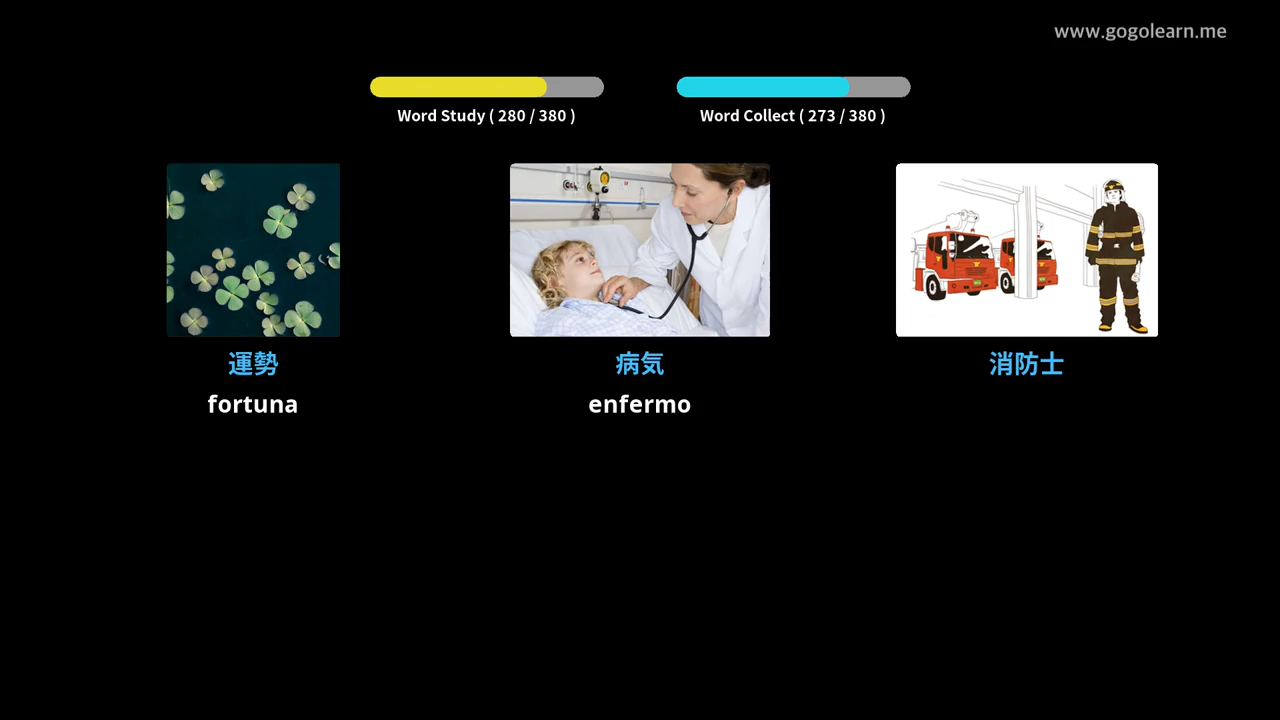 www.gogolearn.me
Word Study ( 280 / 380 )
Word Collect ( 273 / 380 )
運勢
病気
消防士
fortuna
enfermo